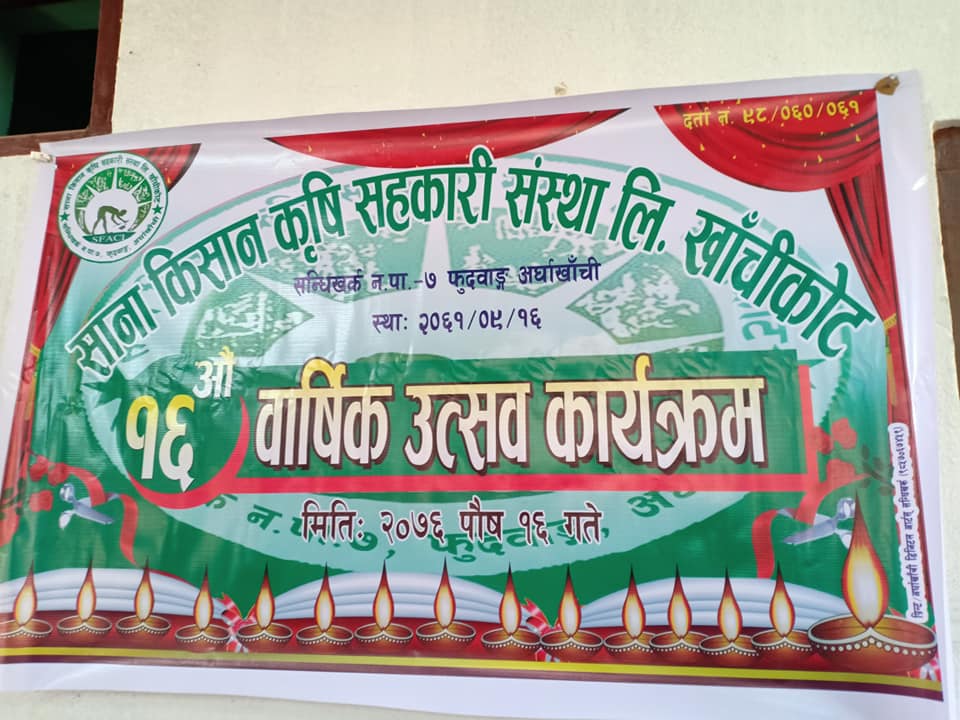 दर्ता न. ९८/०६०/०६१
साना किसान कृषि सहकारी संस्था लि. खाँचीकोट
SFACL
सन्धिखर्क न.पा.-७ फुदवाङ्ग अर्घाखाँची
स्था: २०६१/०९/१६
१६ औ वार्षिक उत्सव कार्यक्रम
मिति: २०७६ पौष १६ गते